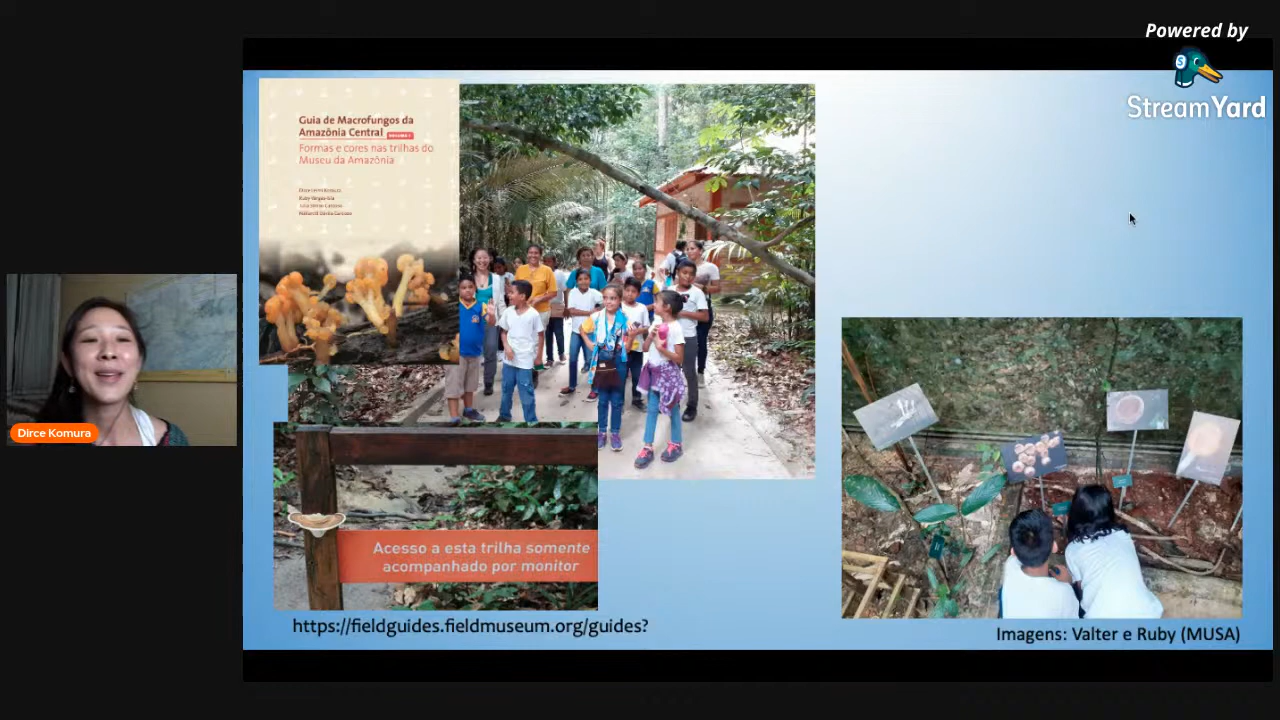 Powered by
StreamYard
Guia de Macrofungos da
Amazônia Central
Formas e cores nas trilhas do
Museu da Amazônia
Dirce Komura
Acesso a esta trilha somente
acompanhado por monitor
https://fieldguides.fieldmuseum.org/guides?
Imagens: Valter e Ruby (MUSA)